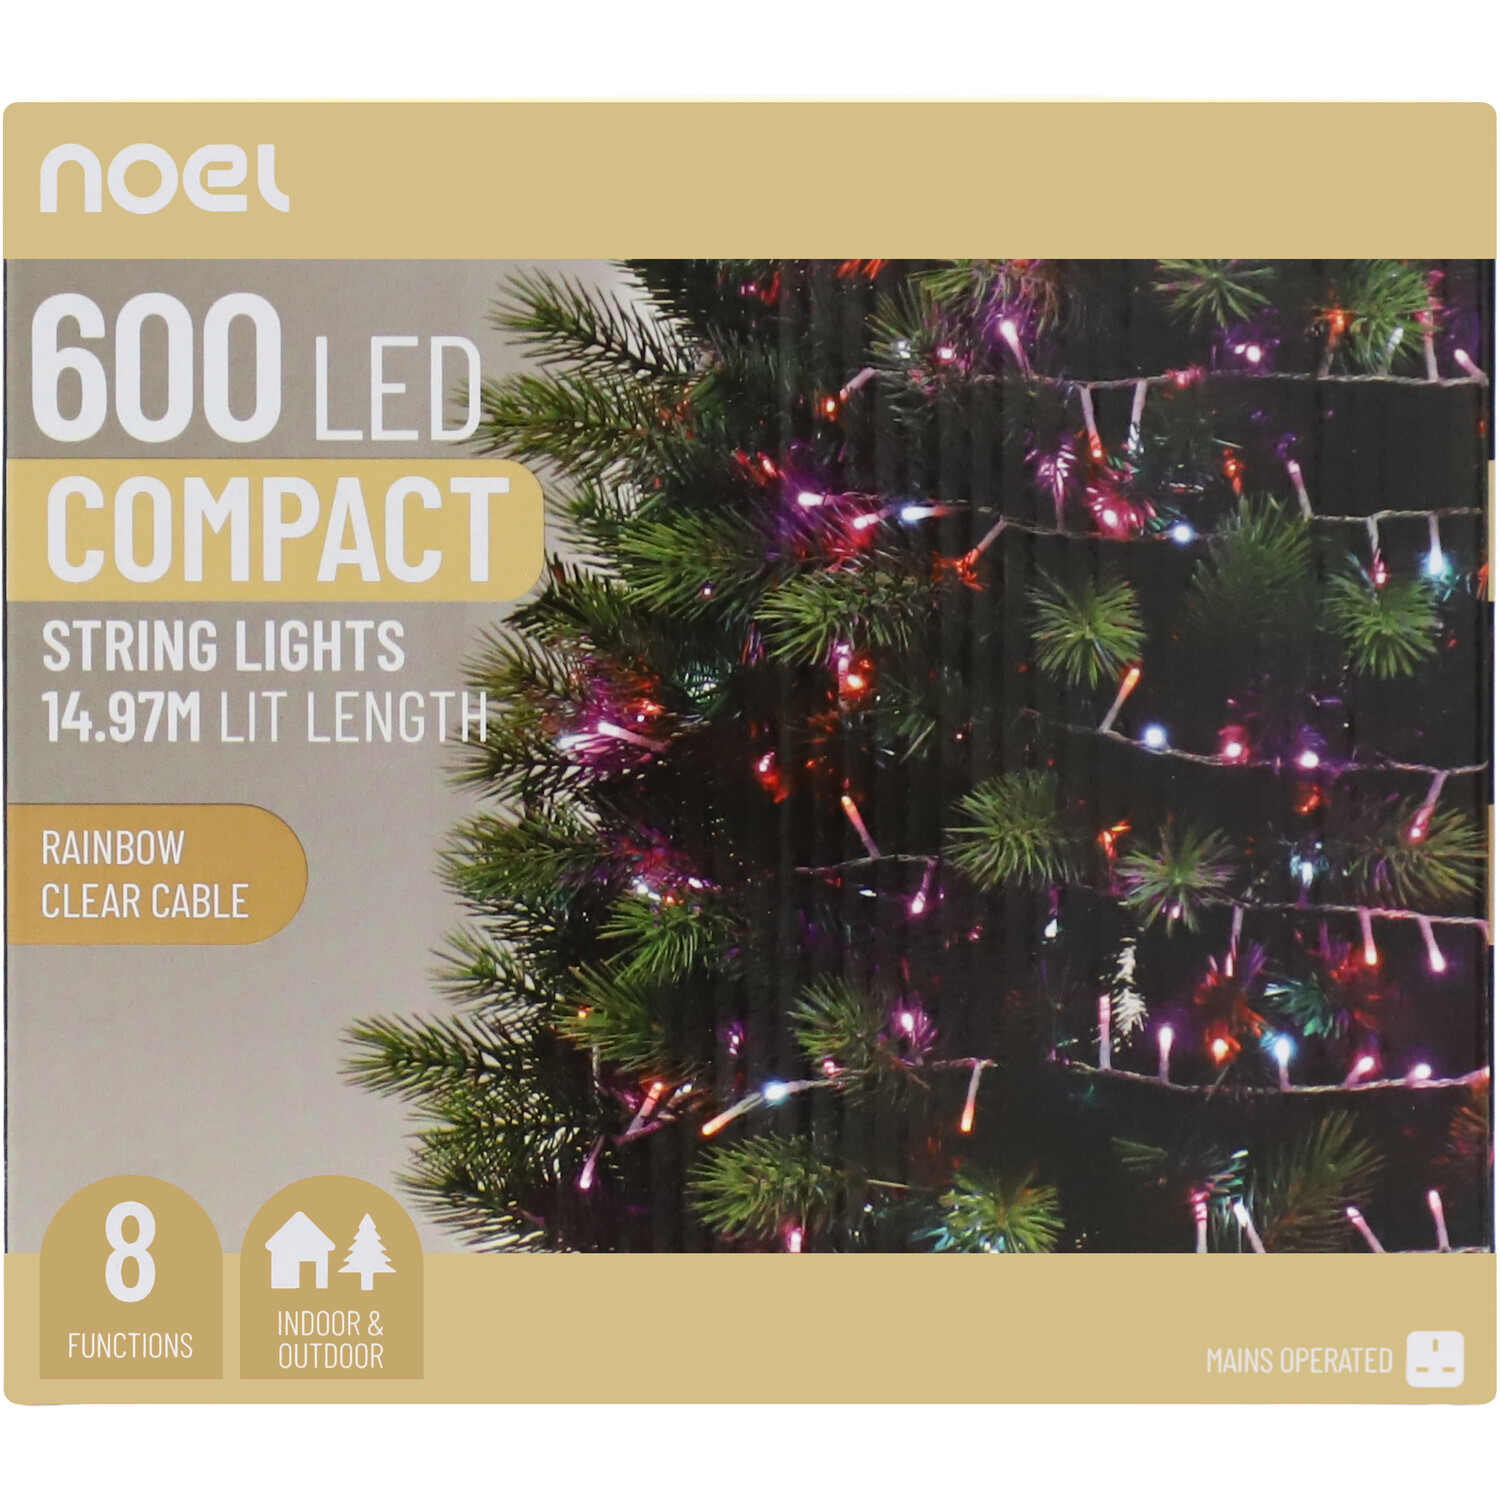 noel
600 LED
COMPACT
STRING LIGHTS
14.97M LIT LENGTH
RAINBOW
CLEAR CABLE
8
FUNCTIONS
INDOOR &
OUTDOOR
MAINS OPERATED